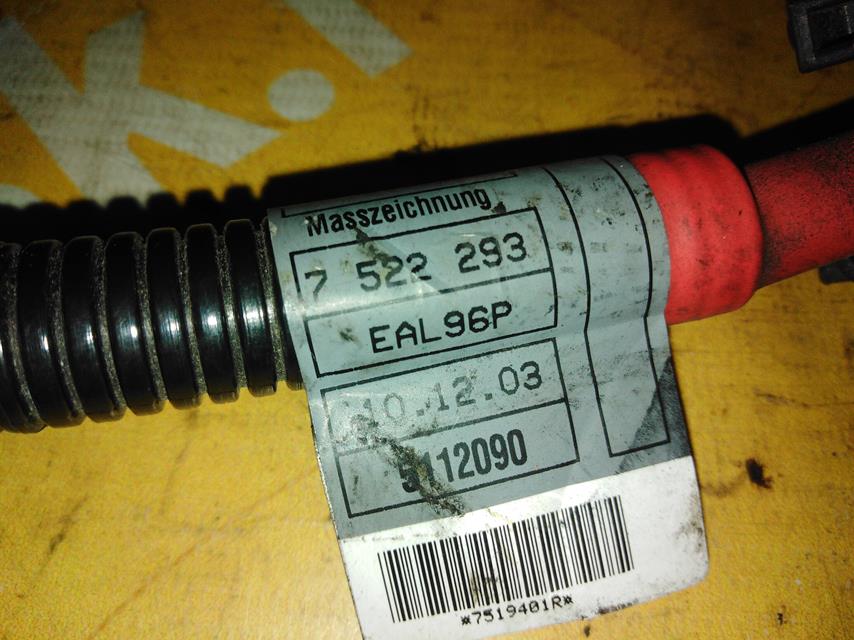 Masszeichnung
7 522 293
EAL96P
10.12.03
5112090
*7519401R*